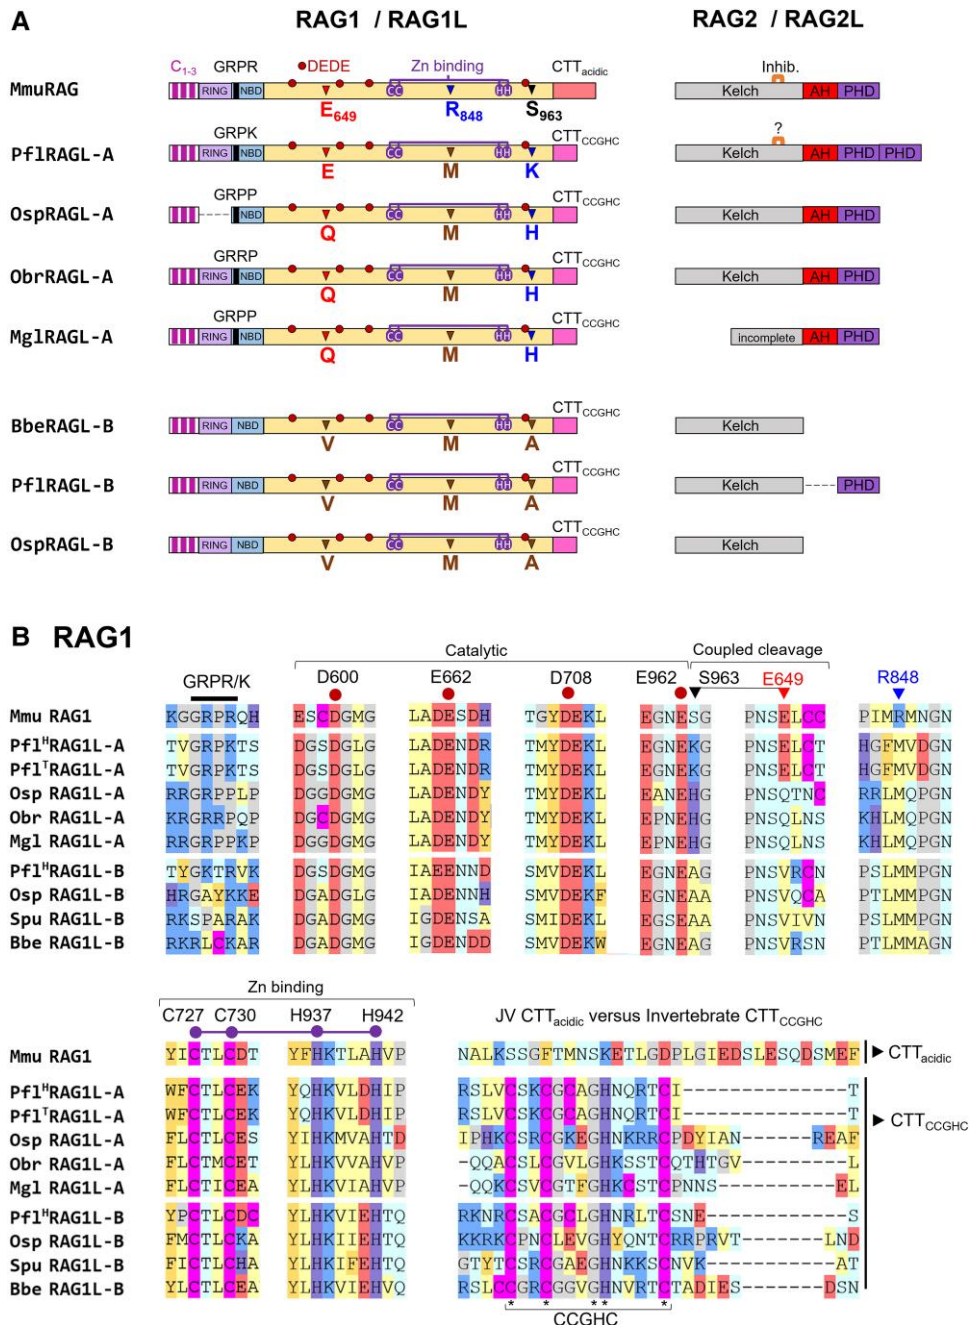 A
RAG1 / RAG1L
RAG2 / RAG2L
C1-3 GRPR DEDE Zn binding CTTacidic Inhib.
MmuRAG RING NBD CC HH Kelch AH PHD
E649 R848 S963
GRPK CTTCCGHC ?
PflRAGL-A RING NBD CC HH Kelch AH PHD PHD
E M K
GRPP CTTCCGHC
OspRAGL-A NBD CC HH Kelch AH PHD
Q M H
GRRP CTTCCGHC
ObrRAGL-A RING NBD CC HH Kelch AH PHD
Q M H
GRPP CTTCCGHC
MglRAGL-A RING NBD CC HH incomplete AH PHD
Q M H
CTTCCGHC
BbeRAGL-B RING NBD CC HH Kelch
V M A
CTTCCGHC
PflRAGL-B RING NBD CC HH Kelch PHD
V M A
CTTCCGHC
OspRAGL-B RING NBD CC HH Kelch
V M A
B RAG1
Catalytic Coupled cleavage
GRPR/K D600 E662 D708 E962 S963 E649 R848
Mmu RAG1 KGGRPRQH ESCDGMG LADESDH TGYDEKL EGNESG PNSELCC PIMRMNGN
PflHRAG1L-A TVGRPKTS DGSDGLG LADENDR TMYDEKL EGNEKG PNSELCT HGFMVDGN
PflTRAG1L-A TVGRPKTS DGSDGLG LADENDR TMYDEKL EGNEKG PNSELCT HGFMVDGN
Osp RAG1L-A RRGRPPLP DGGDGMG LADENDY TMYDEKL EANEHG PNSQTNC RRLMQPGN
Obr RAG1L-A KRGRRPQP DGCDGMG LADENDY TMYDEKL EPNEHG PNSQLNS KHLMQPGN
Mgl RAG1L-A RRGRPPKP DGADGMG LADENDY TMYDEKL EPNEHG PNSQLNS KHLMQPGN
PflHRAG1L-B TYGKTRVK DGSDGMG IAEENND SMVDEKL EGNEAG PNSVRCN PSLMMPGN
Osp RAG1L-B HRGAYKKE DGADGMG IADENNH SMVDEKF EGNEAA PNSVQCA PTLMMPGN
Spu RAG1L-B RKSPARAK DGADGMG IGDENSA SMIDEKL EGSEAA PNSVIVN PSLMMPGN
Bbe RAG1L-B RKRLCKAR DGADGMG IGDENDD SMVDEKW EGNEAG PNSVRSN PTLMMAGN
Zn binding
C727 C730 H937 H942 JV CTTacidic versus Invertebrate CTTCCGHC
Mmu RAG1 YICTLCDT YFHKTLAHVP NALKSSGFTMNSKETLGDPLGIEDSLESQDSMEF CTTacidic
PflHRAG1L-A WFCTLCEK YQHKVLDHIP RSLVCSKCGCAGHNQRTCI---------------T
PflTRAG1L-A WFCTLCEK YQHKVLDHIP RSLVCSKCGCAGHNQRTCI---------------T CTTCCGHC
Osp RAG1L-A FLCTLCES YIHKMVAHTD IPHKCSRCGKEGHNKRRCPDYIAN-------REAF
Obr RAG1L-A FLCTMCET YLHKVVAHVP -QQACSLCGVLGHKSSTCQTHTGV----------L
Mgl RAG1L-A FLCTICEA YLHKVIAHVP -QQKCSVCGTFGHKCSTCPNNS-----------EL
PflHRAG1L-B YPCTLCDC YLHKVIEHTQ RKNRCSACGCLGHNRLTCSNE-------------S
Osp RAG1L-B FMCTLCKA YLHKIIEHTQ KKRKCPNCLEVGHYQNTCRRPRVT--------LND
Spu RAG1L-B FICTLCHA YLHKIFEHTQ GTYTCSRCGAEGHNKKSCNVK------------AT
Bbe RAG1L-B YLCTLCEA YLHKVIEHVQ RSLCCGRCGGVGHNRVTCTADIES-------DSN
* * * * *
CCGHC